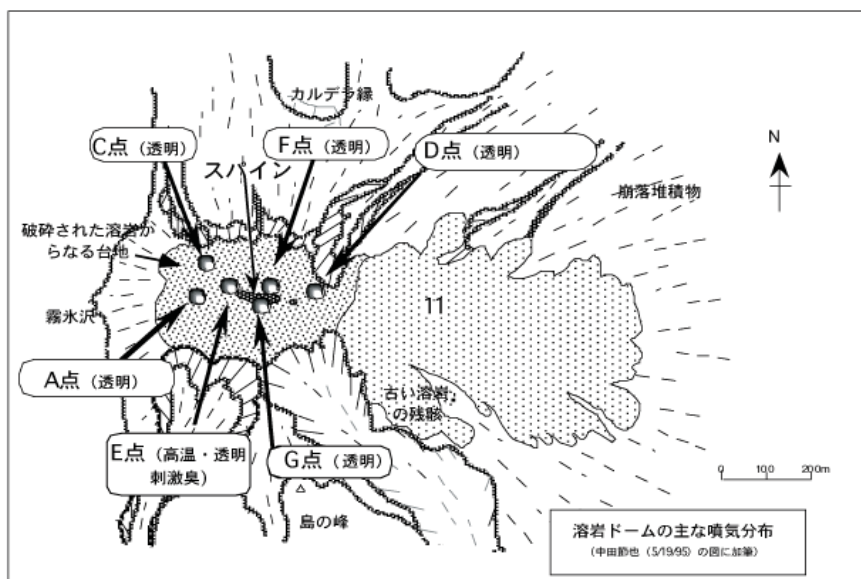 カルデラ縁
C点（透明）
F点（透明）
D点（透明）
N
スパイン
崩落堆積物
破砕された溶岩か
らなる台地
11
霧氷沢
A点（透明）
古い溶岩
の残骸
E点（高温・透明
刺激臭）
G点（透明）
島の峰
0 100 200m
溶岩ドームの主な噴気分布
（中田節也（5/19/95）の図に加筆）